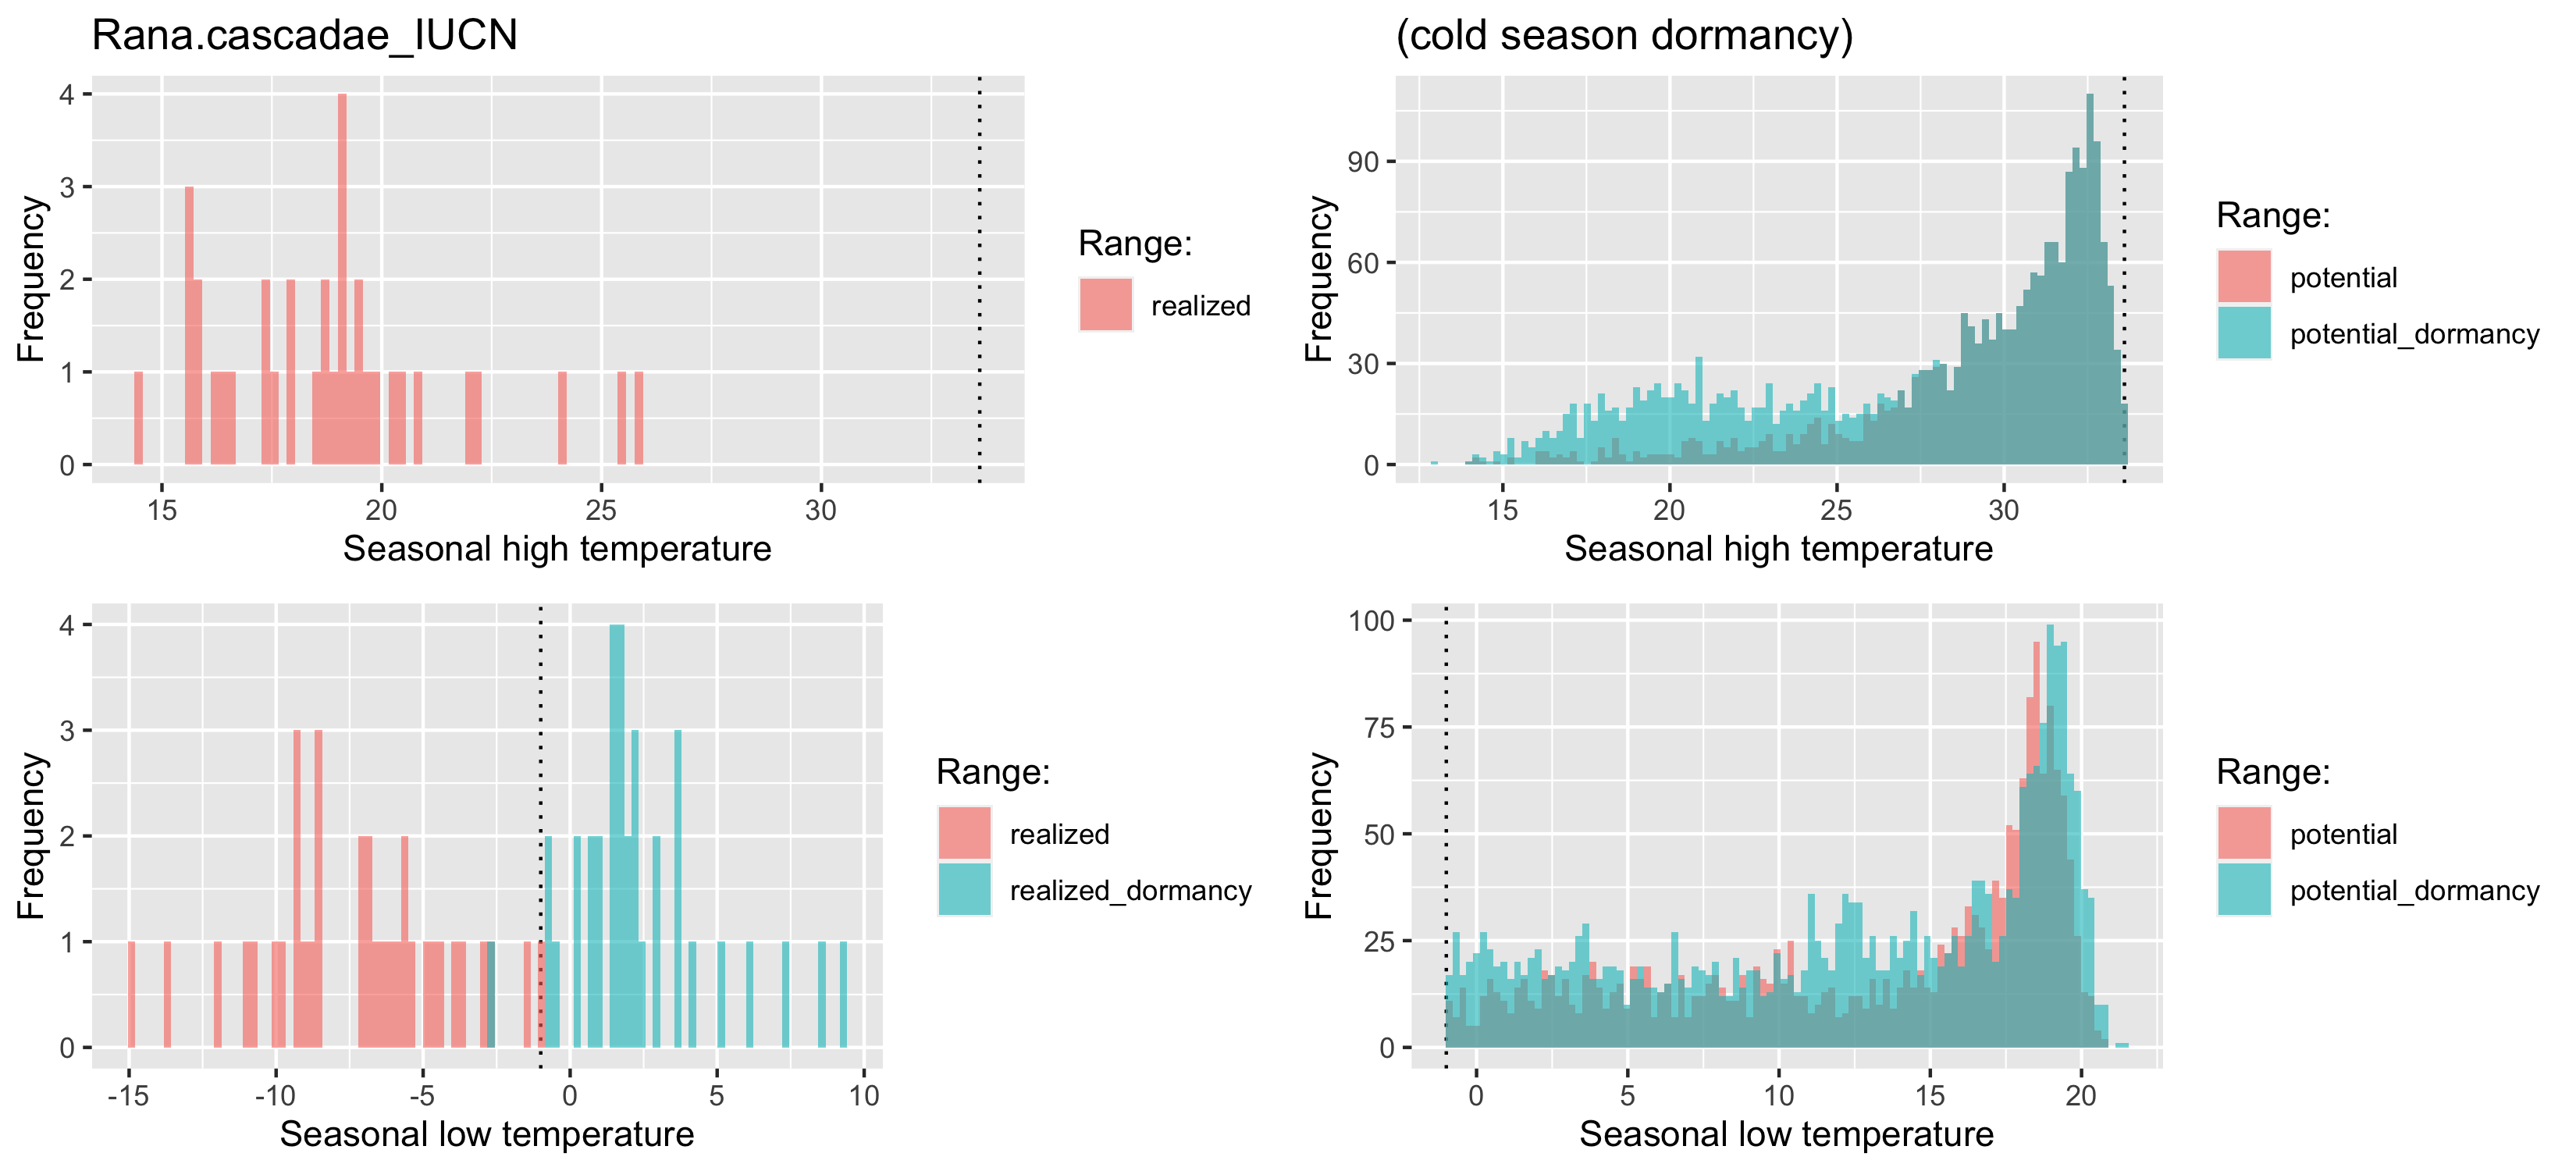 Rana.cascadae_IUCN
4
3
2
1
0
Frequency
15 20 25 30
Seasonal high temperature
Range:
realized
(cold season dormancy)
90
60
30
0
Frequency
15 20 25 30
Seasonal high temperature
Range:
potential
potential_dormancy
4
3
2
1
0
Frequency
-15 -10 -5 0 5 10
Seasonal low temperature
Range:
realized
realized_dormancy
100
75
50
25
0
Frequency
0 5 10 15 20
Seasonal low temperature
Range:
potential
potential_dormancy